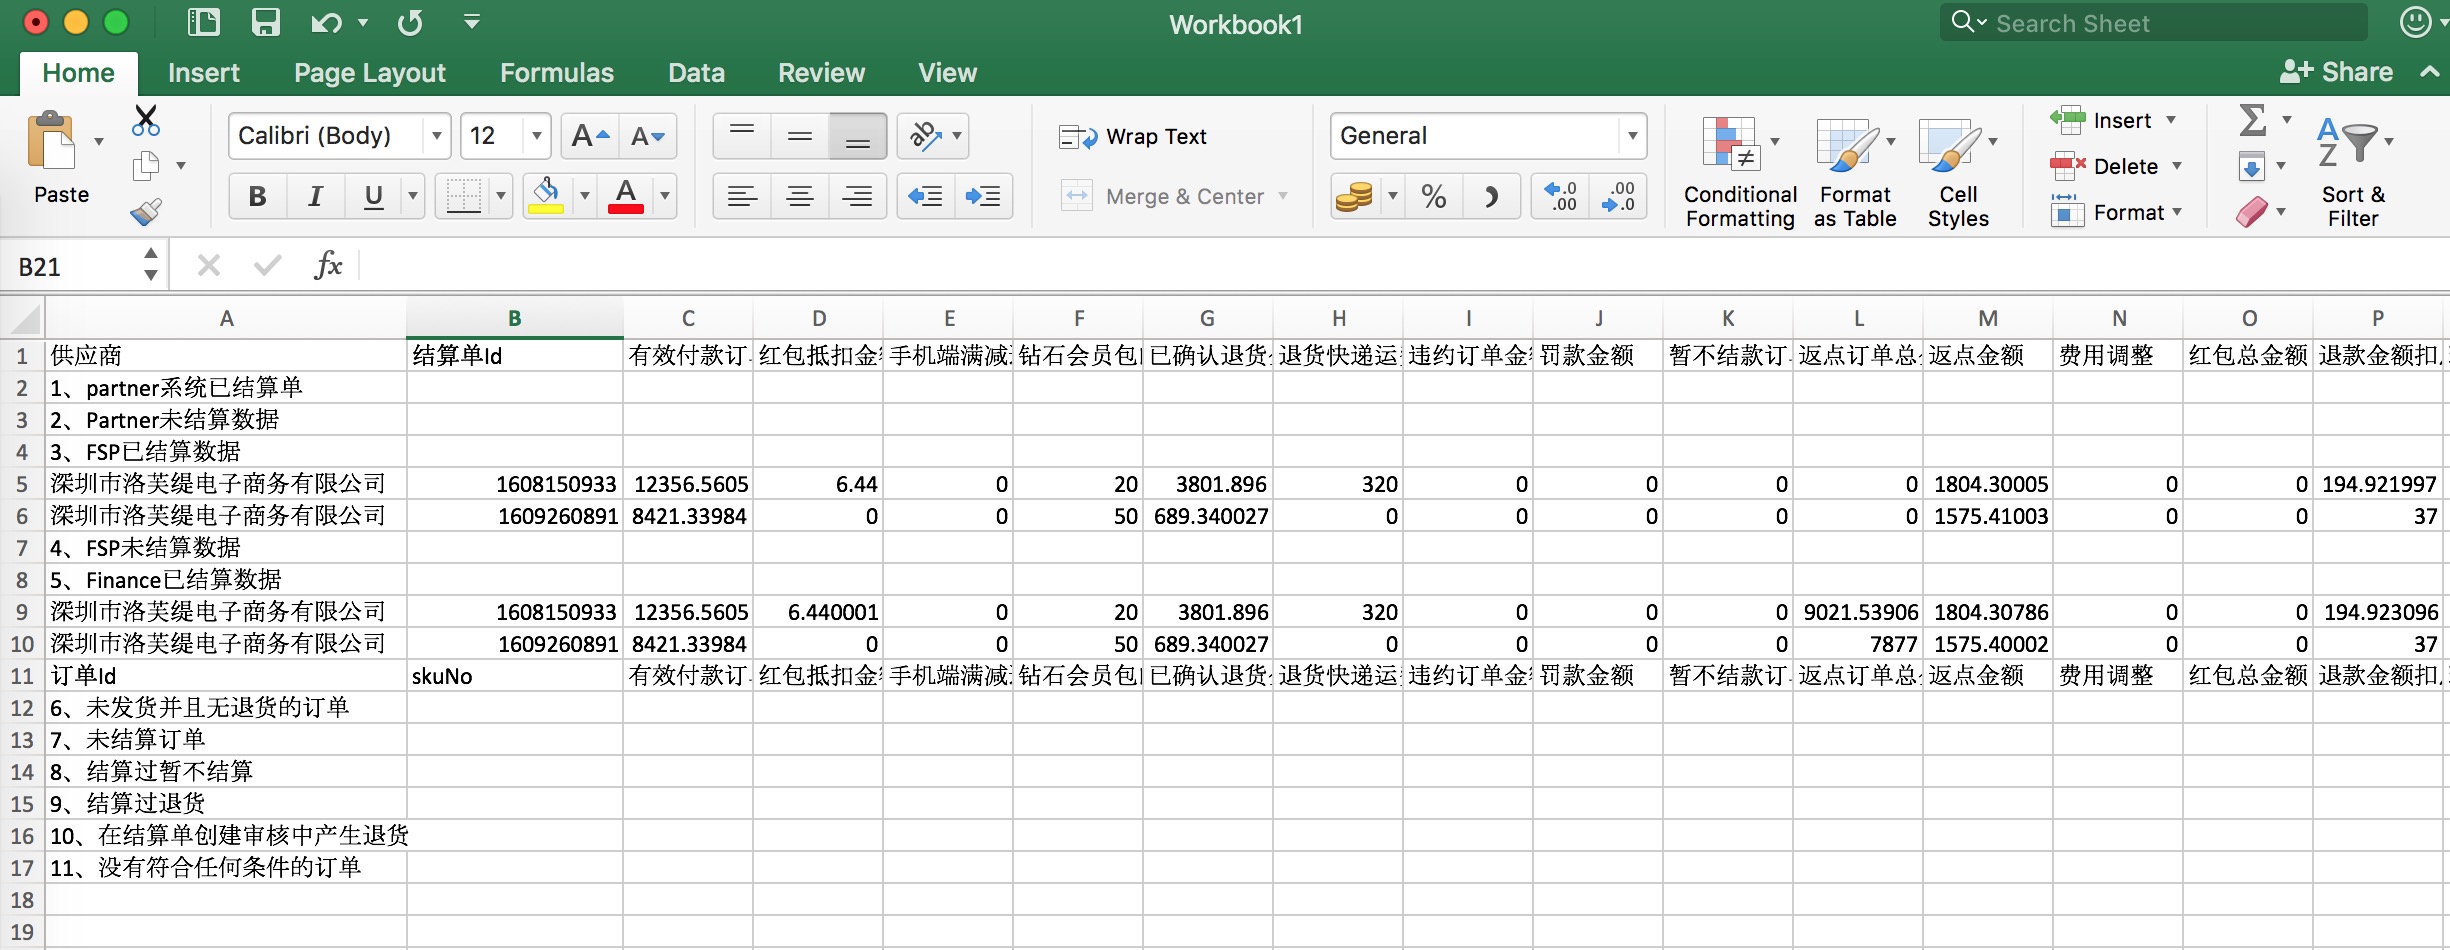 Workbook1
Search Sheet
Home Insert Page Layout Formulas Data Review View Share
Paste
Calibri (Body) 12
Wrap Text
Merge & Center
General
Conditional Formatting
Format as Table
Cell Styles
Insert
Delete
Format
Sort & Filter
B21 fx
A B C D E F G H I J K L M N O P
1 供应商 结算单Id 有效付款订 红包抵扣金 手机端满减 钻石会员包 已确认退货 退货快递运 违约订单金 罚款金额 暂不结款订 返点订单总 返点金额 费用调整 红包总金额 退款金额扣
2 1、partner系统已结算单
3 2、Partner未结算数据
4 3、FSP已结算数据
5 深圳市洛芙缇电子商务有限公司 1608150933 12356.5605 6.44 0 20 3801.896 320 0 0 0 0 1804.30005 0 0 194.921997
6 深圳市洛芙缇电子商务有限公司 1609260891 8421.33984 0 0 50 689.340027 0 0 0 0 0 1575.41003 0 0 37
7 4、FSP未结算数据
8 5、Finance已结算数据
9 深圳市洛芙缇电子商务有限公司 1608150933 12356.5605 6.440001 0 20 3801.896 320 0 0 0 9021.53906 1804.30786 0 0 194.923096
10 深圳市洛芙缇电子商务有限公司 1609260891 8421.33984 0 0 50 689.340027 0 0 0 0 7877 1575.40002 0 0 37
11 订单Id skuNo 有效付款订 红包抵扣金 手机端满减 钻石会员包 已确认退货 退货快递运 违约订单金 罚款金额 暂不结款订 返点订单总 返点金额 费用调整 红包总金额 退款金额扣
12 6、未发货并且无退货的订单
13 7、未结算订单
14 8、结算过暂不结算
15 9、结算过退货
16 10、在结算单创建审核中产生退货
17 11、没有符合任何条件的订单
18
19